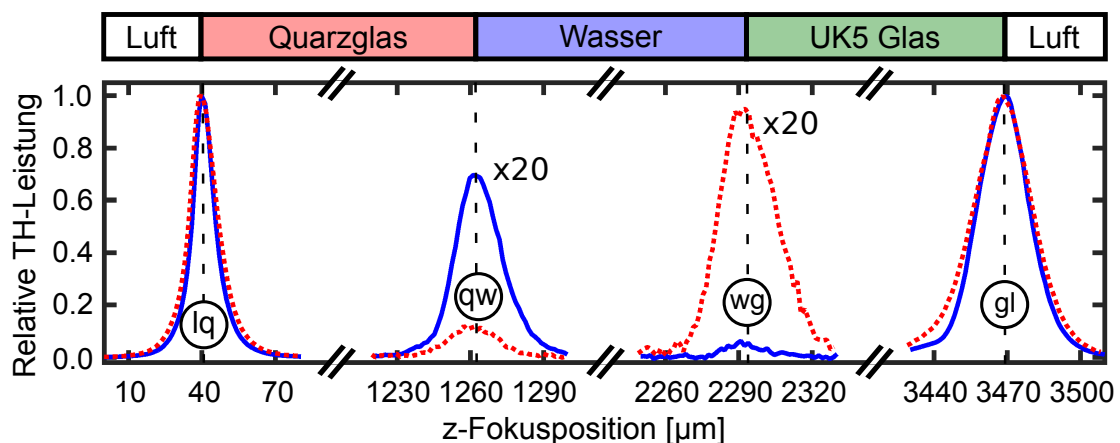 Luft Quarzglas Wasser UK5 Glas Luft
Relative TH-Leistung
1.0
0.8
0.6
0.4
0.2
0.0
x20
x20
lq
qw
wg
gl
10 40 70 1230 1260 1290 2260 2290 2320 3440 3470 3510
z-Fokusposition [µm]